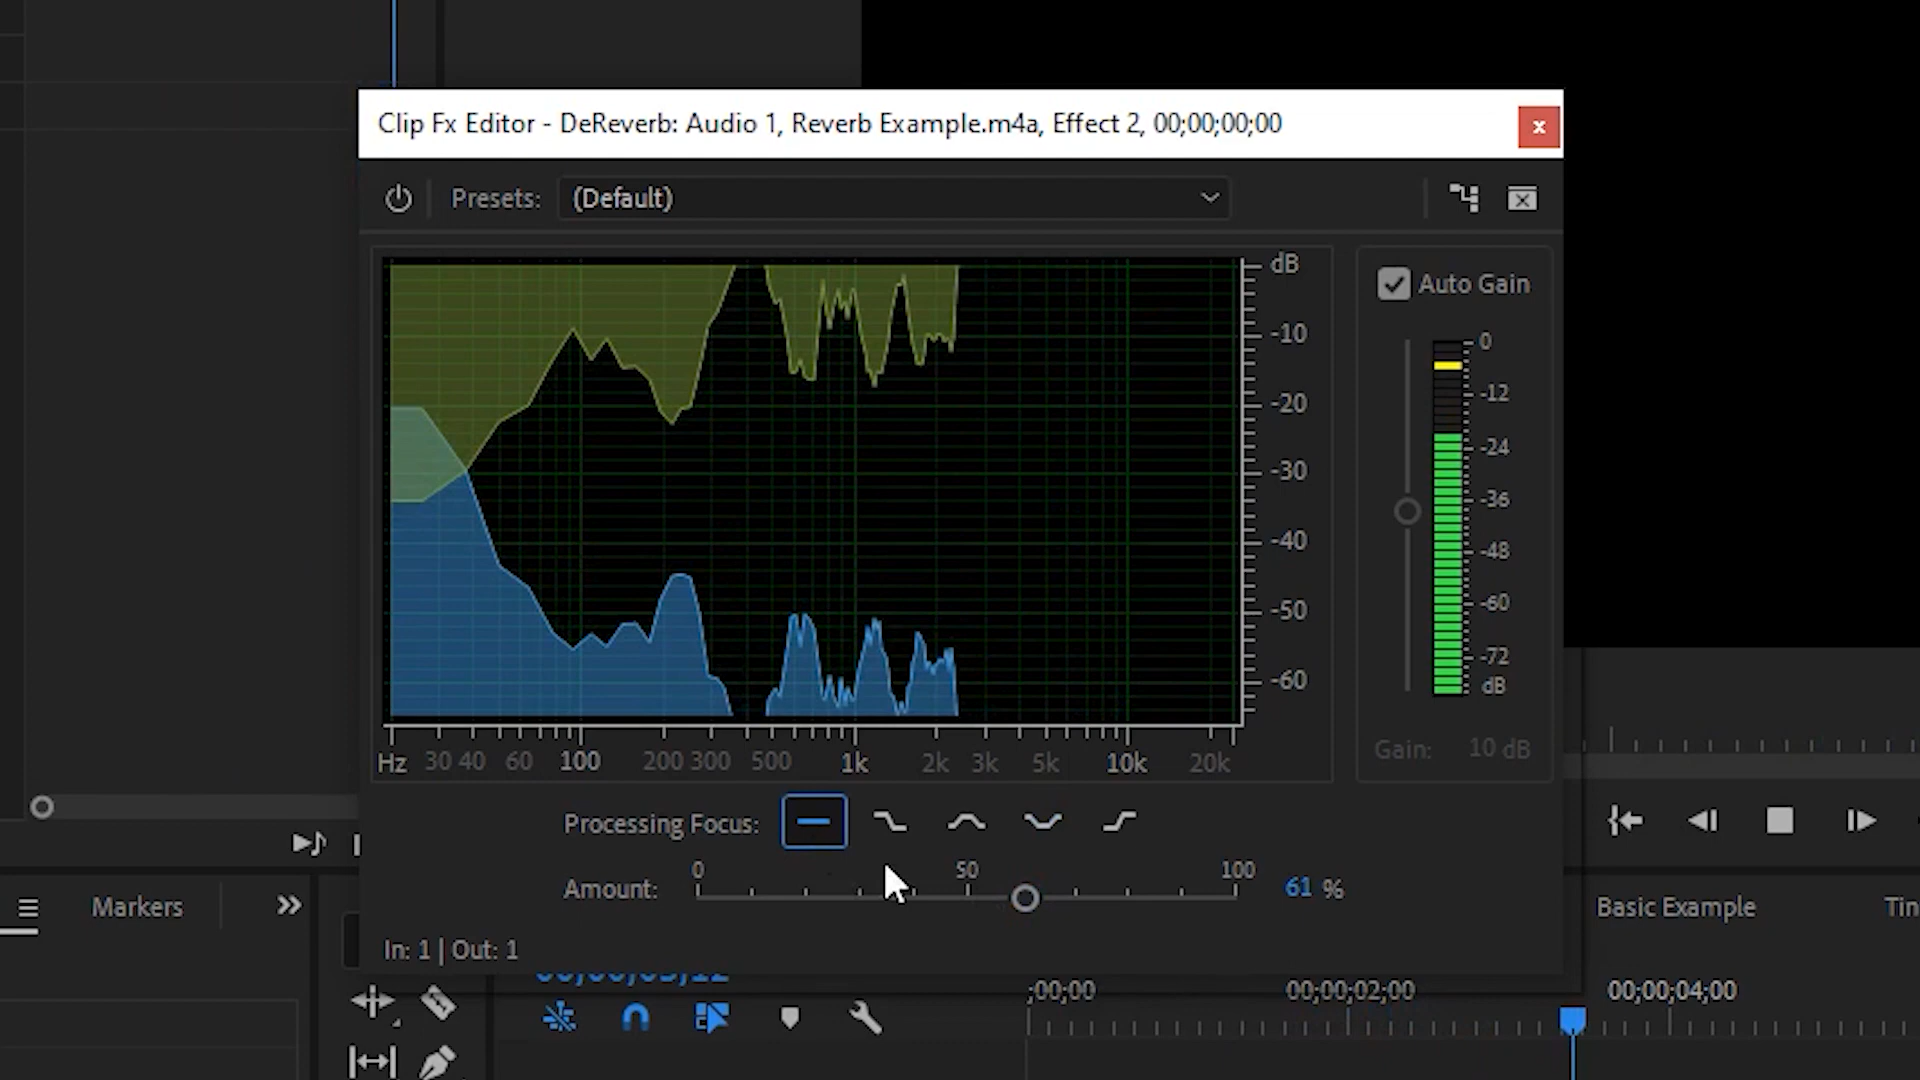 Clip Fx Editor - DeReverb: Audio 1, Reverb Example.m4a, Effect 2, 00;00;00;00
x
Presets: (Default)
dB
-10
-20
-30
-40
-50
-60
Hz 30 40 60 100 200 300 500 1k 2k 3k 5k 10k 20k
Auto Gain
0
-12
-24
-36
-48
-60
-72
dB
Gain: 10 dB
Processing Focus:
0 50 100
Amount: 61 %
In: 1 | Out: 1
Markers
Basic Example
;00;00 00;00;02;00 00;00;04;00